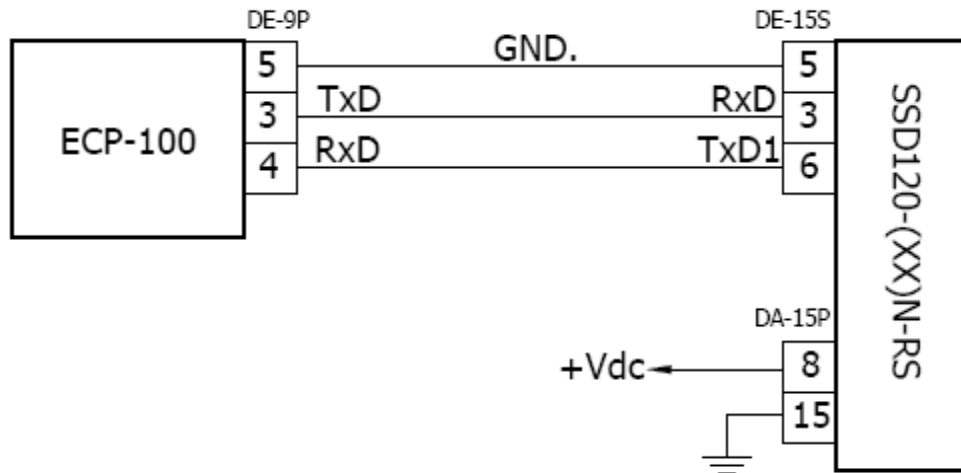 DE-9P
DE-15S
5
GND.
5
3
TxD
RxD
3
ECP-100
4
RxD
TxD1
6
SSD120-(XX)N-RS
DA-15P
+Vdc
8
15